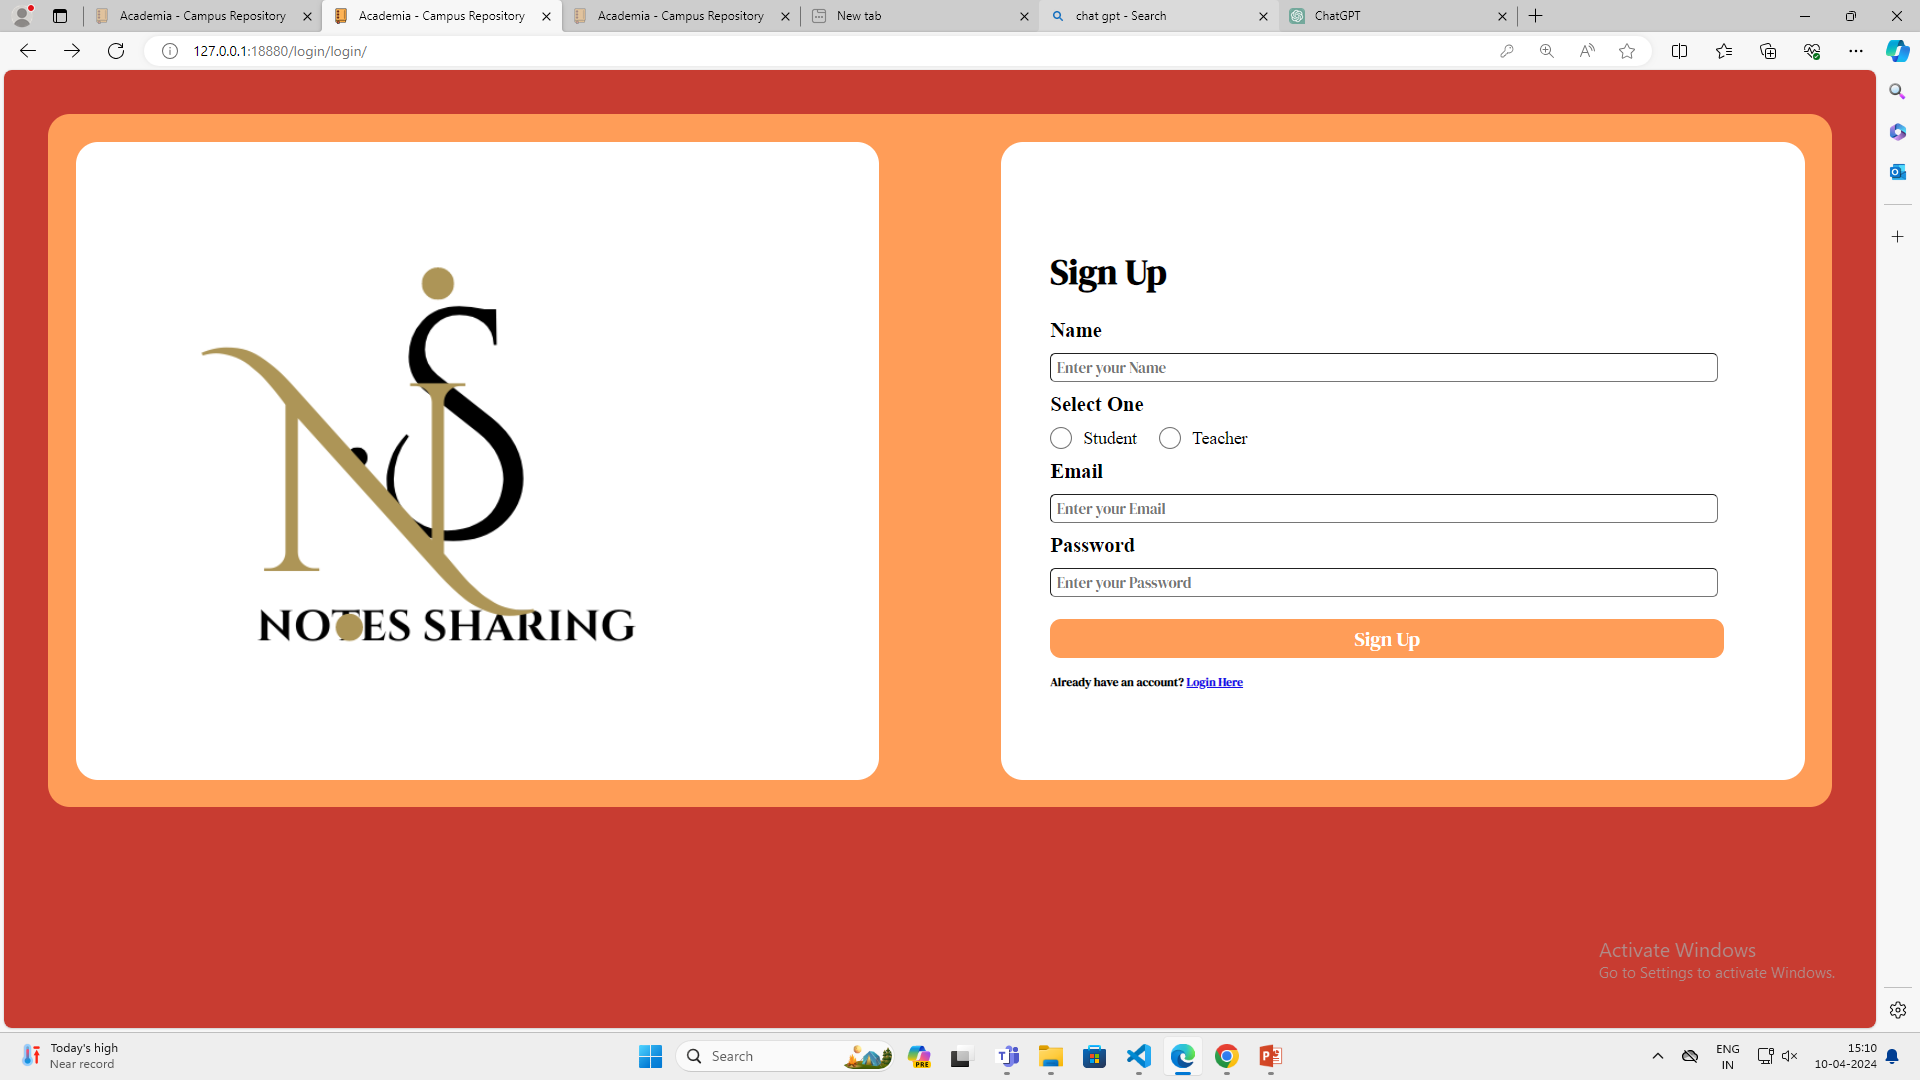 Academia - Campus Repository
Academia - Campus Repository
Academia - Campus Repository
New tab
chat gpt - Search
ChatGPT
127.0.0.1:18880/login/login/
NS
NOTES SHARING
Sign Up
Name
Enter your Name
Select One
Student Teacher
Email
Enter your Email
Password
Enter your Password
Sign Up
Already have an account? Login Here
Activate Windows
Go to Settings to activate Windows.
Today's high
Near record
Search
PRE
ENG
IN
15:10
10-04-2024